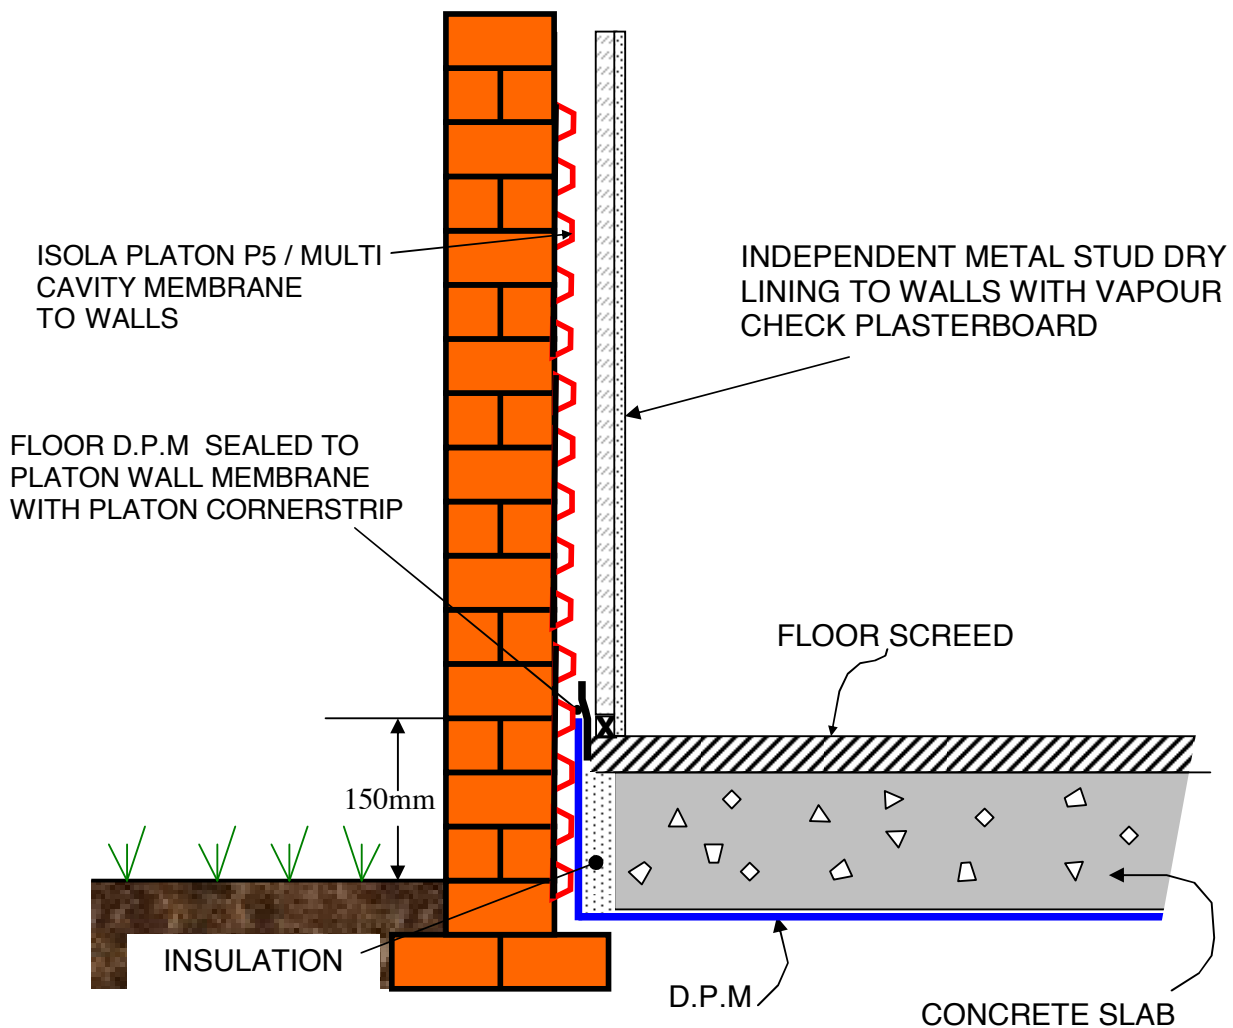 ISOLA PLATON P5 / MULTI
CAVITY MEMBRANE
TO WALLS
INDEPENDENT METAL STUD DRY
LINING TO WALLS WITH VAPOUR
CHECK PLASTERBOARD
FLOOR D.P.M SEALED TO
PLATON WALL MEMBRANE
WITH PLATON CORNERSTRIP
FLOOR SCREED
X
150mm
INSULATION
D.P.M
CONCRETE SLAB